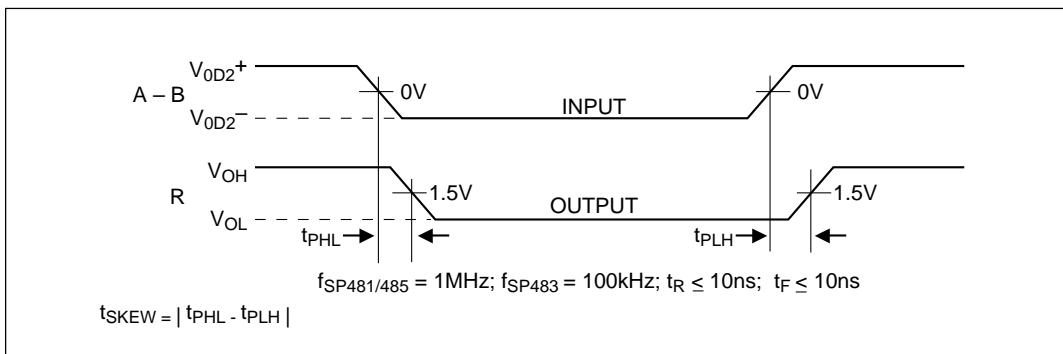 V0D2+
A – B
0V
0V
V0D2–
INPUT
VOH
R
1.5V
1.5V
VOL
OUTPUT
tPHL
tPLH
fSP481/485 = 1MHz; fSP483 = 100kHz; tR ≤ 10ns; tF ≤ 10ns
tSKEW = | tPHL - tPLH |